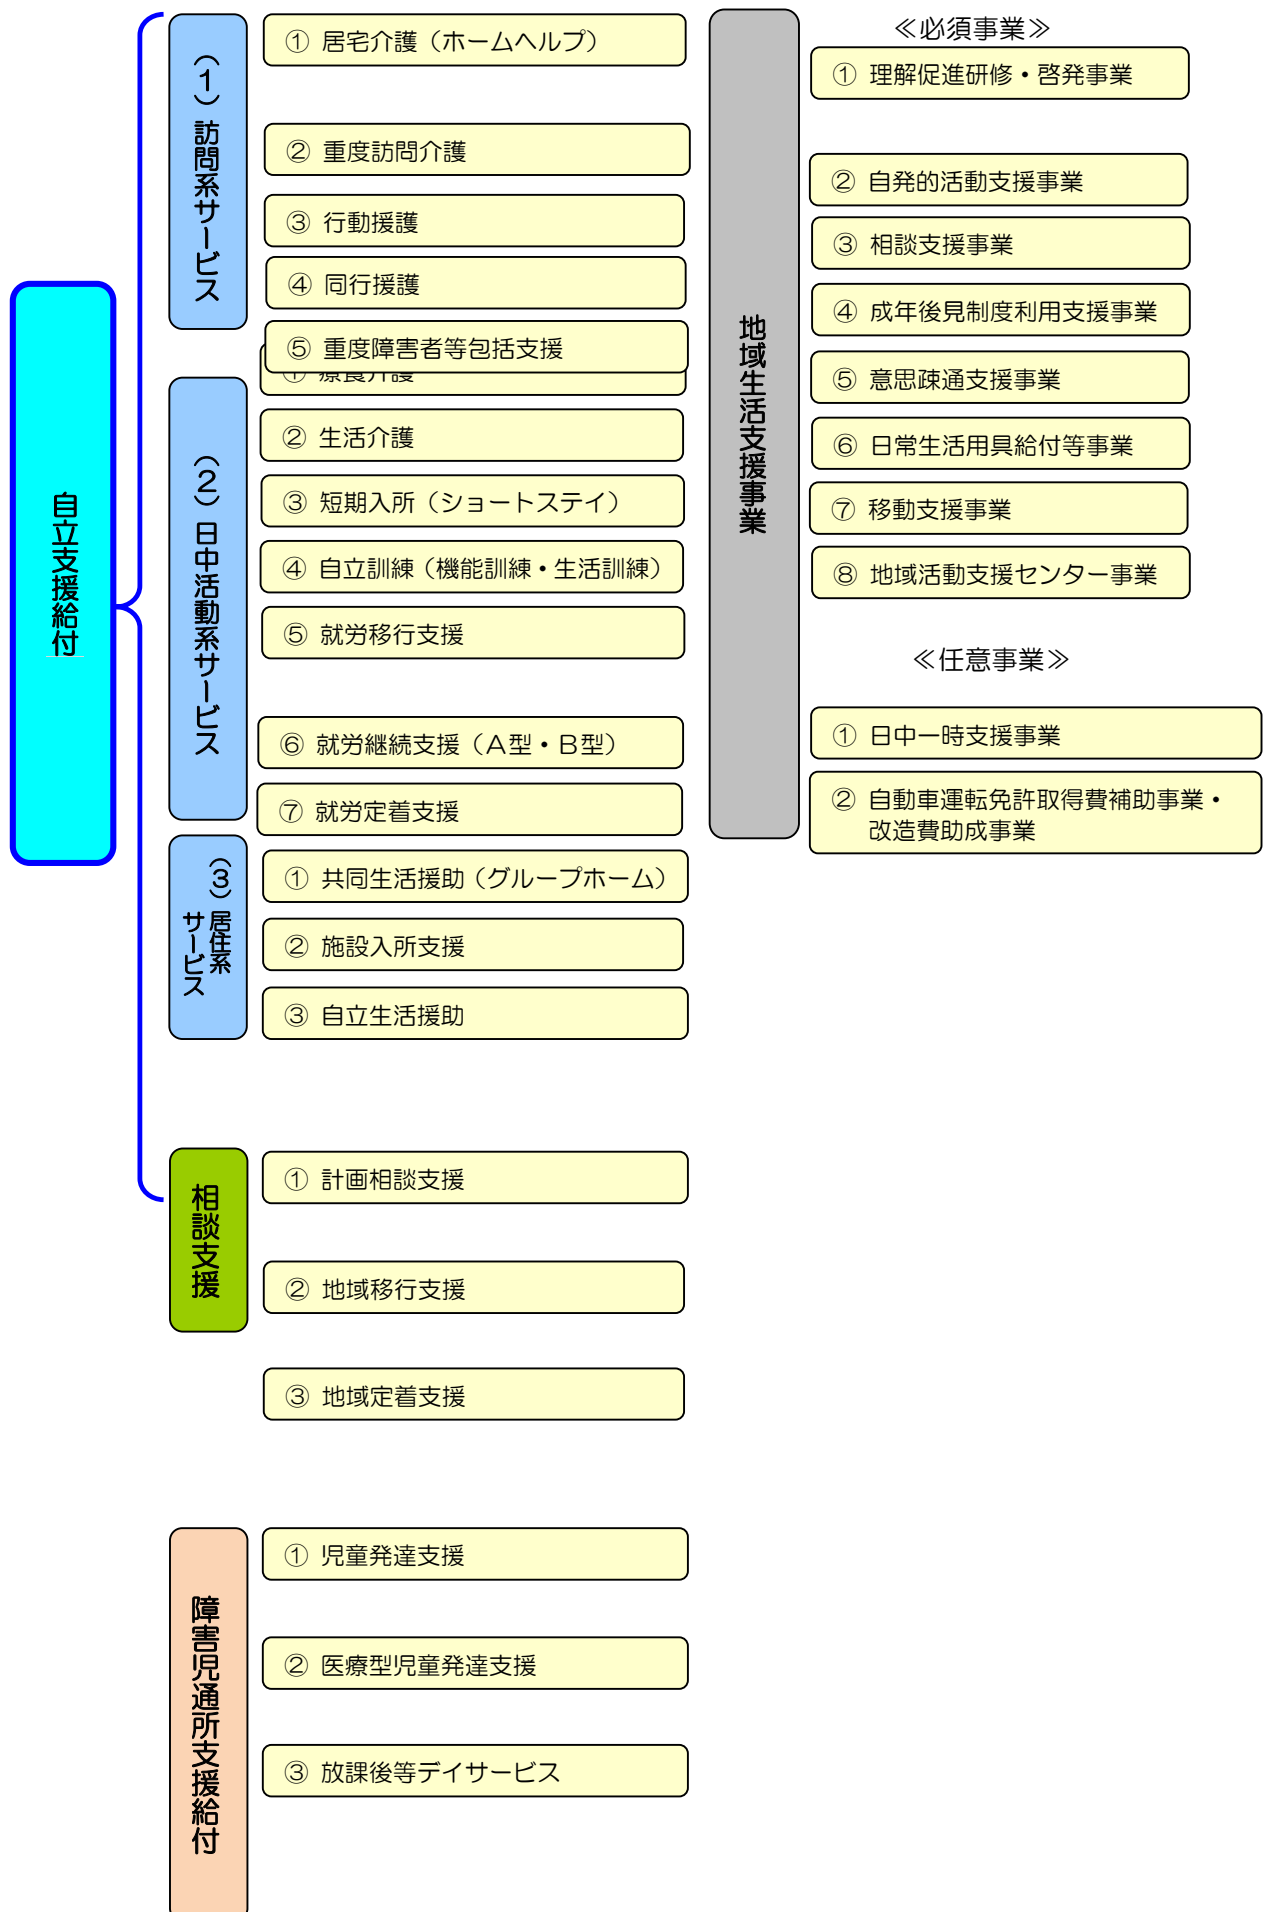 自立支援給付
（１）訪問系サービス
① 居宅介護（ホームヘルプ）
② 重度訪問介護
③ 行動援護
④ 同行援護
⑤ 重度障害者等包括支援
（２）日中活動系サービス
① 療養介護
② 生活介護
③ 短期入所（ショートステイ）
④ 自立訓練（機能訓練・生活訓練）
⑤ 就労移行支援
⑥ 就労継続支援（Ａ型・Ｂ型）
⑦ 就労定着支援
（３）居住系
サービス
① 共同生活援助（グループホーム）
② 施設入所支援
③ 自立生活援助
相談支援
① 計画相談支援
② 地域移行支援
③ 地域定着支援
障害児通所支援給付
① 児童発達支援
② 医療型児童発達支援
③ 放課後等デイサービス
地域生活支援事業
≪必須事業≫
① 理解促進研修・啓発事業
② 自発的活動支援事業
③ 相談支援事業
④ 成年後見制度利用支援事業
⑤ 意思疎通支援事業
⑥ 日常生活用具給付等事業
⑦ 移動支援事業
⑧ 地域活動支援センター事業
≪任意事業≫
① 日中一時支援事業
② 自動車運転免許取得費補助事業・
改造費助成事業